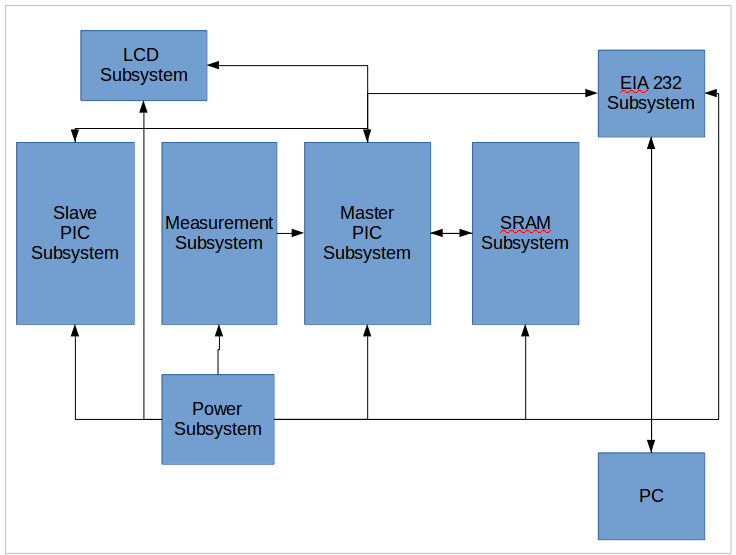 LCD
Subsystem
EIA 232
Subsystem
Slave
PIC
Subsystem
Measurement
Subsystem
Master
PIC
Subsystem
SRAM
Subsystem
Power
Subsystem
PC